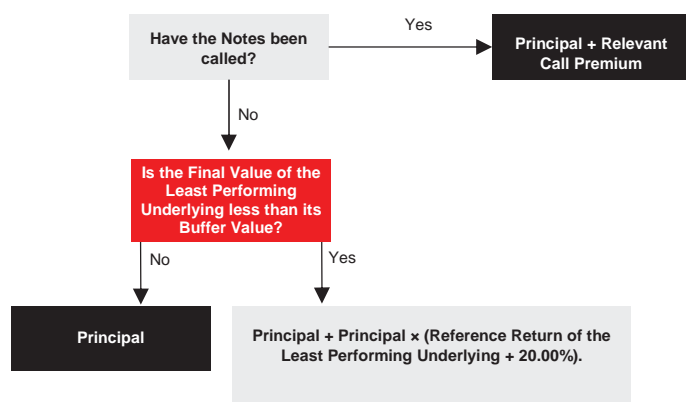 Have the Notes been
called?
Yes
Principal + Relevant
Call Premium
No
Is the Final Value of the
Least Performing
Underlying less than its
Buffer Value?
No
Yes
Principal
Principal + Principal × (Reference Return of the
Least Performing Underlying + 20.00%).